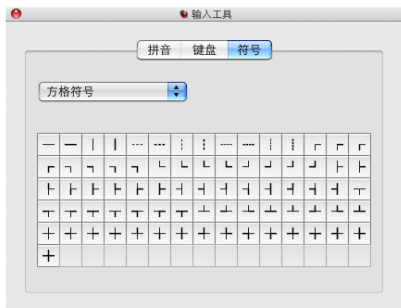 输入工具
拼音 键盘 符号
方格符号
─ ━ │ ┃ ┄ ┅ ┆ ┇ ┈ ┉ ┊ ┋ ┌ ┍ ┎
┏ ┐ ┑ ┒ ┓ └ ┕ ┖ ┗ ┘ ┙ ┚ ┛ ├ ┝
┞ ┟ ┠ ┡ ┢ ┣ ┤ ┥ ┦ ┧ ┨ ┩ ┪ ┫ ┬
┭ ┮ ┯ ┰ ┱ ┲ ┳ ┴ ┵ ┶ ┷ ┸ ┹ ┺ ┻
┼ ┽ ┾ ┿ ╀ ╁ ╂ ╃ ╄ ╅ ╆ ╇ ╈ ╉ ╊
╋